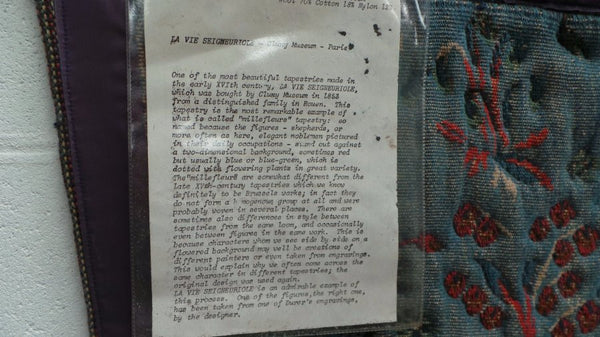 Wool 70% Cotton 18% Nylon 12%
LA VIE SEIGNEURIOLE - Cluny Museum - Paris
One of the most beautiful tapestries made in
the early XVIth century, LA VIE SEIGNEURIOLE,
which was bought by Cluny Museum in 1853
from a distinguished family in Rouen. This
tapestry is the most remarkable example of
what is called "millefleurs" tapestry: so
named because the figures - shepherds, or
more often as here, elegant noblemen pictured
in their daily occupations - stand out against
a two-dimensional background, sometimes red
but usually blue or blue-green, which is
dotted with flowering plants in great variety.
The "millefleurs are somewhat different from the
late XVth-century tapestries which we know
definitely to be Brussels works; in fact they
do not form a homogenous group at all and were
probably woven in several places. There are
sometimes also differences in style between
tapestries from the same loom, and occasionally
even between figures in the same work. This is
because characters whom we see side by side on a
flowered background may well be creations of
different painters or even taken from engravings.
This would explain why we often come across the
same character in different tapestries; the
original design was used again.
LA VIE SEIGNEURIOLE is an admirable example of
this process. One of the figures, the right one,
has been taken from one of Durer's engravings,
by the designer.